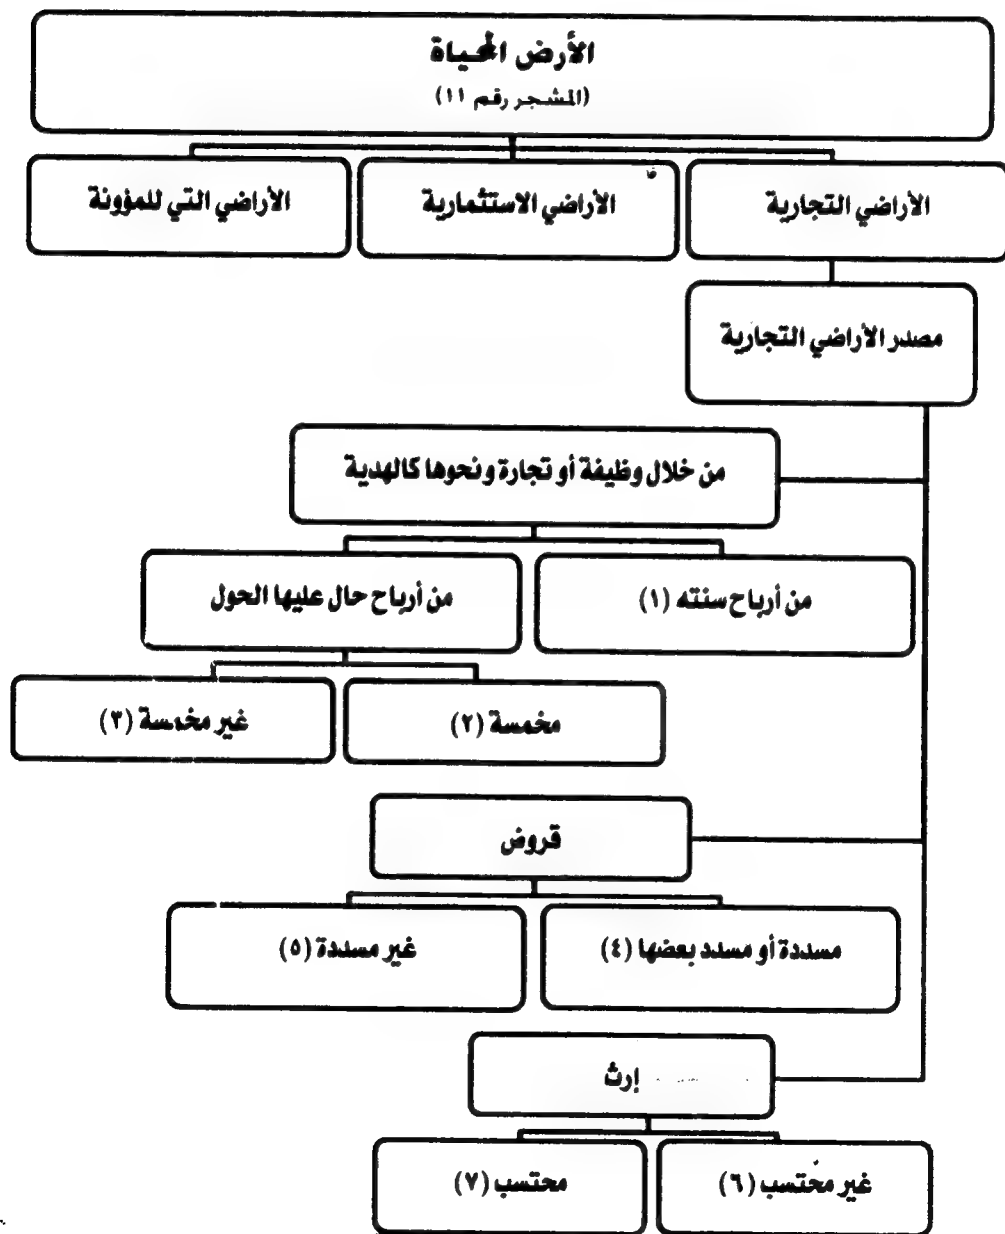 الأرض المحياة
(المشجر رقم ١١)
الأراضي التجارية
الأراضي الاستثمارية
الأراضي التي للمؤونة
مصدر الأراضي التجارية
من خلال وظيفة أو تجارة ونحوها كالهدية
من أرباح سنته (١)
من أرباح حال عليها الحول
مخمسة (٢)
غير مخمسة (٣)
قروض
مسددة أو مسدد بعضها (٤)
غير مسددة (٥)
إرث
غير محتسب (٦)
محتسب (٧)